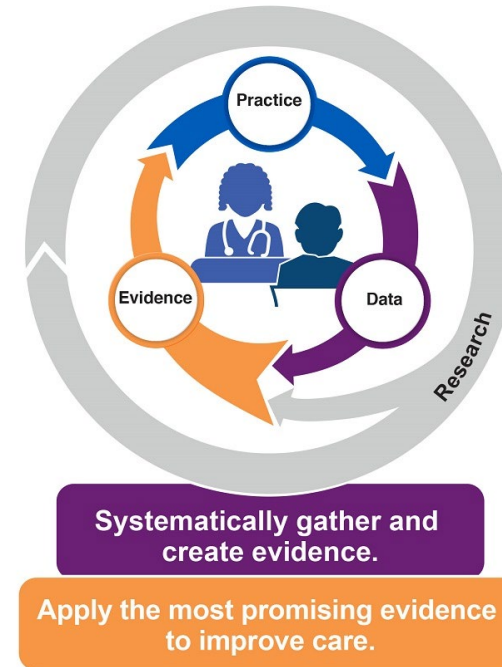 Practice
Evidence
Data
Research
Systematically gather and
create evidence.
Apply the most promising evidence
to improve care.